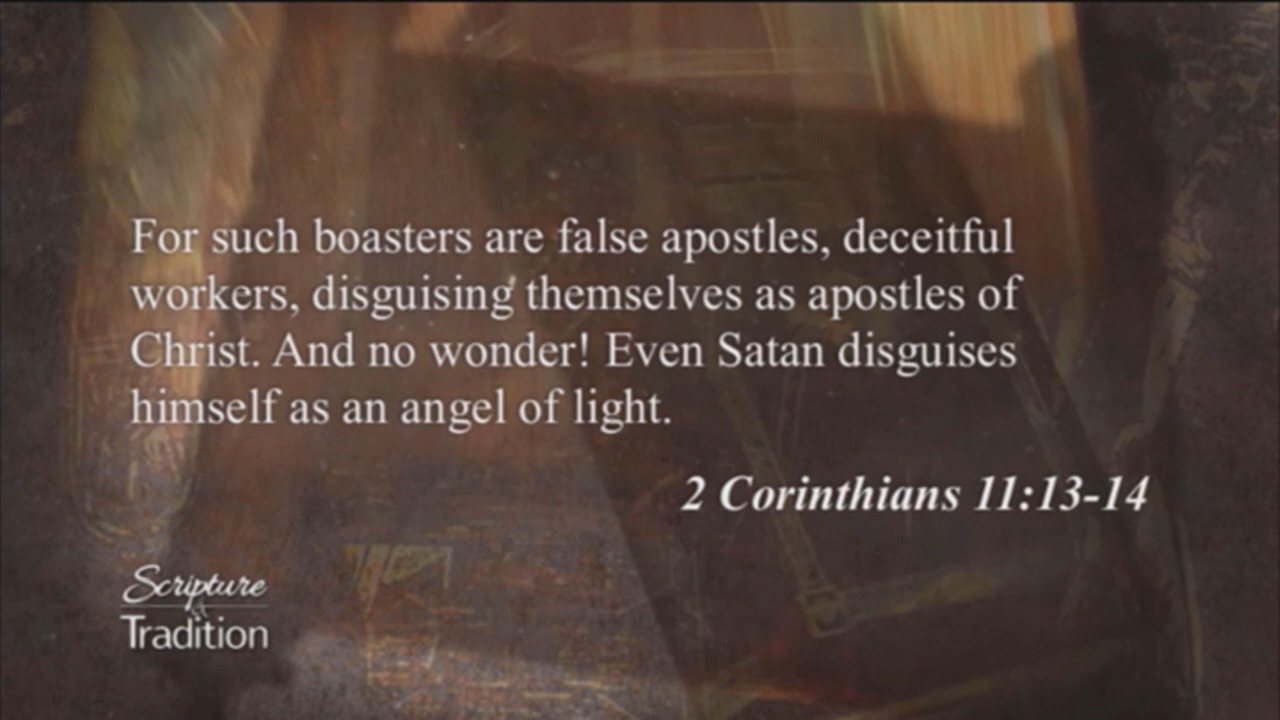 For such boasters are false apostles, deceitful
workers, disguising themselves as apostles of
Christ. And no wonder! Even Satan disguises
himself as an angel of light.
2 Corinthians 11:13-14
Scripture
&
Tradition